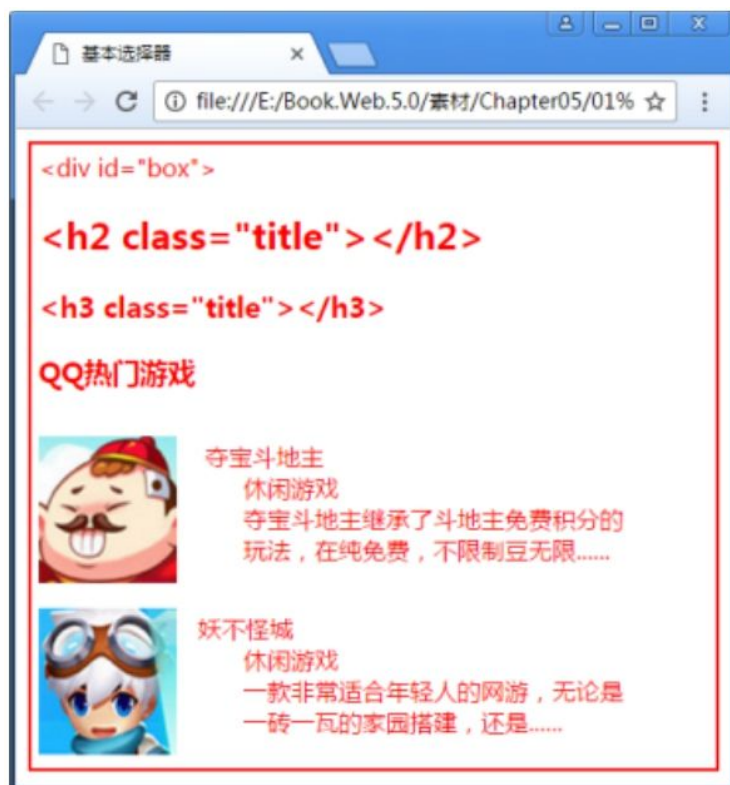 基本选择器
file:///E:/Book.Web.5.0/素材/Chapter05/01%
<div id="box">
<h2 class="title"></h2>
<h3 class="title"></h3>
QQ热门游戏
夺宝斗地主
休闲游戏
夺宝斗地主继承了斗地主免费积分的
玩法，在纯免费，不限制豆无限......
妖不怪城
休闲游戏
一款非常适合年轻人的网游，无论是
一砖一瓦的家园搭建，还是......